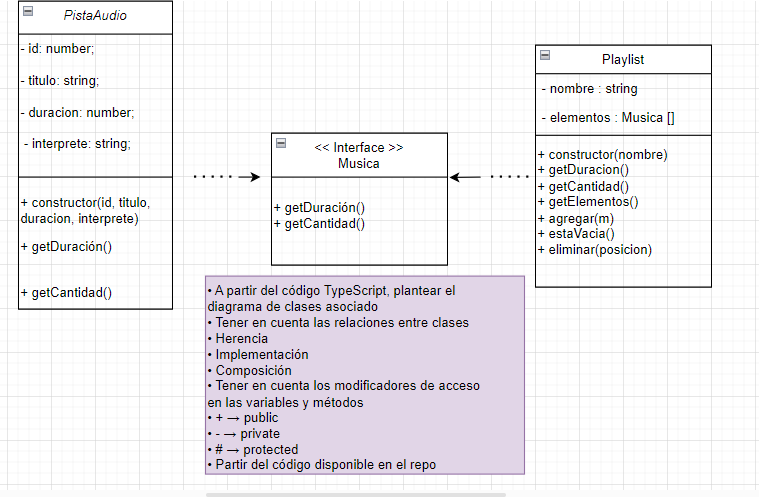 PistaAudio
- id: number;
- titulo: string;
- duracion: number;
- interprete: string;
+ constructor(id, titulo,
duracion, interprete)
+ getDuración()
+ getCantidad()
<< Interface >>
Musica
+ getDuración()
+ getCantidad()
Playlist
- nombre : string
- elementos : Musica []
+ constructor(nombre)
+ getDuracion()
+ getCantidad()
+ getElementos()
+ agregar(m)
+ estaVacia()
+ eliminar(posicion)
• A partir del código TypeScript, plantear el
diagrama de clases asociado
• Tener en cuenta las relaciones entre clases
• Herencia
• Implementación
• Composición
• Tener en cuenta los modificadores de acceso
en las variables y métodos
• + → public
• - → private
• # → protected
• Partir del código disponible en el repo